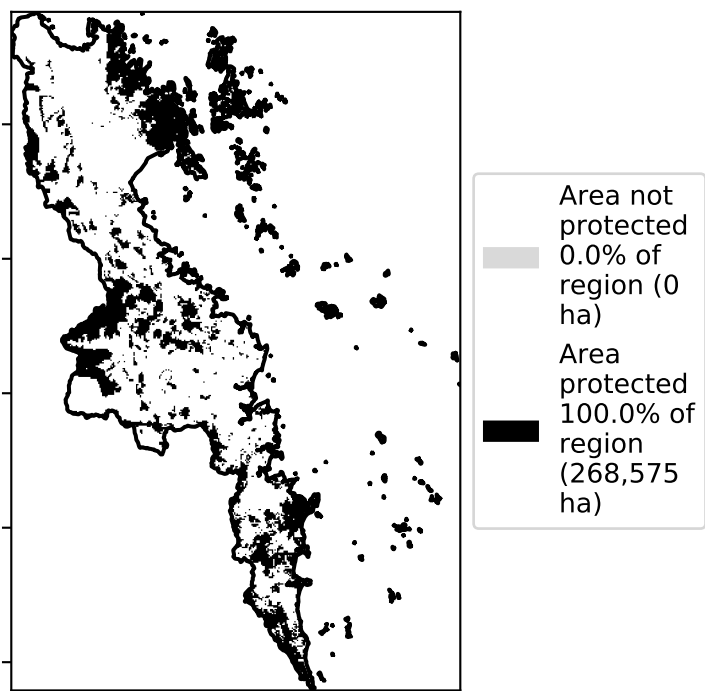 Area not
protected
0.0% of
region (0
ha)
Area
protected
100.0% of
region
(268,575
ha)